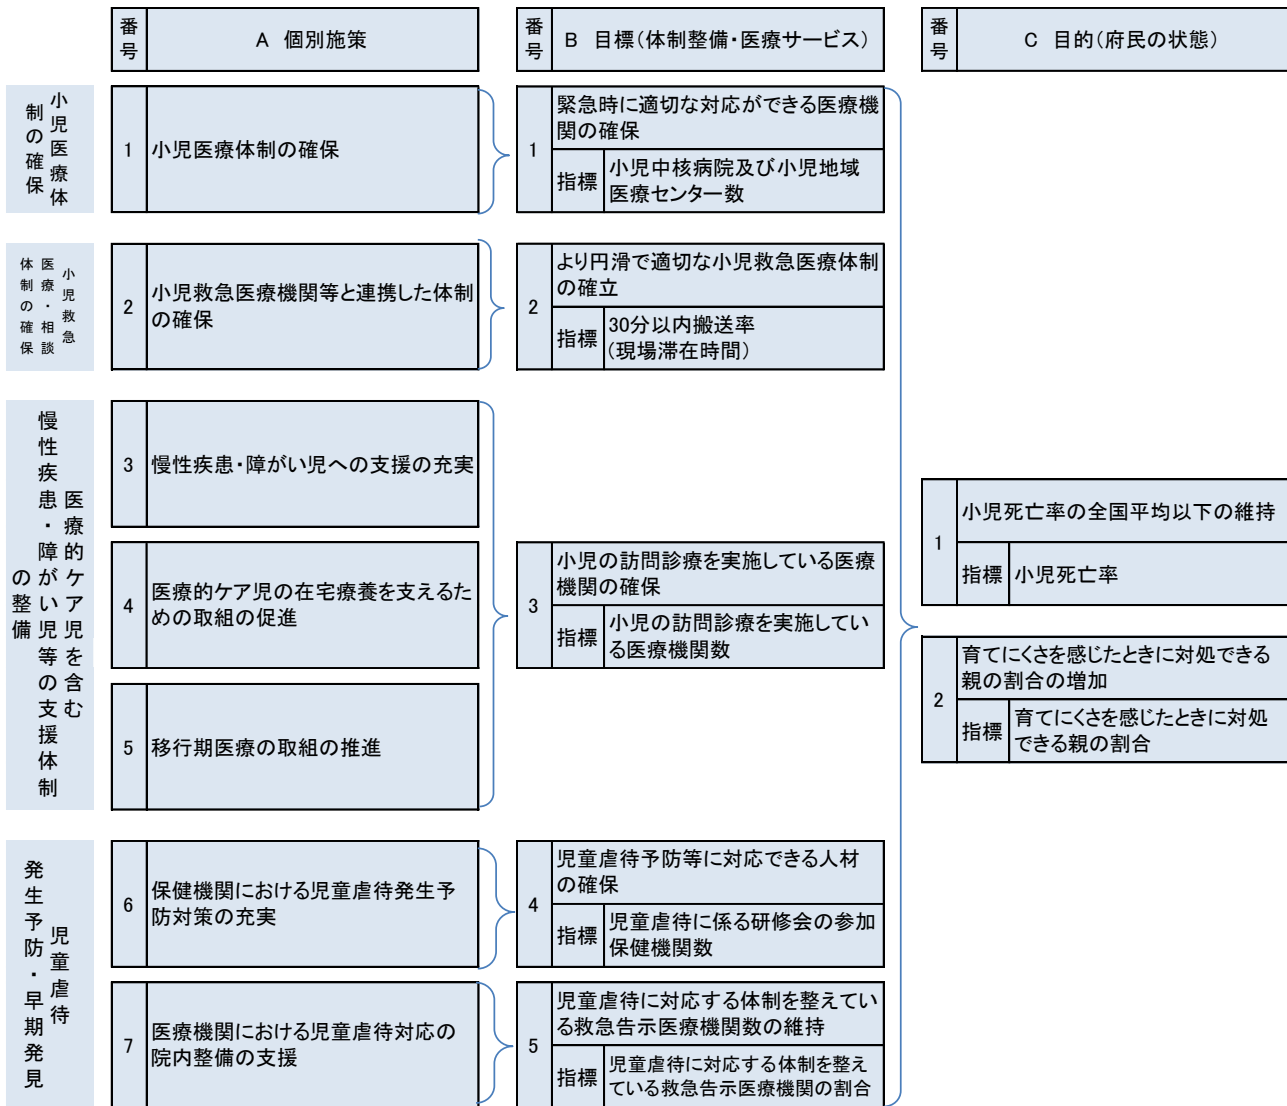 番号
A 個別施策
番号
B 目標(体制整備・医療サービス)
番号
C 目的(府民の状態)
小児医療体
制の確保
1
小児医療体制の確保
1
緊急時に適切な対応ができる医療機
関の確保
指標
小児中核病院及び小児地域
医療センター数
小児救急
医療・相談
体制の確保
2
小児救急医療機関等と連携した体制
の確保
2
より円滑で適切な小児救急医療体制
の確立
指標
30分以内搬送率
(現場滞在時間)
医療的ケア児を含む
慢性疾患・障がい児等の支援体制
の整備
3
慢性疾患・障がい児への支援の充実
4
医療的ケア児の在宅療養を支えるた
めの取組の促進
5
移行期医療の取組の推進
3
小児の訪問診療を実施している医療
機関の確保
指標
小児の訪問診療を実施してい
る医療機関数
児童虐待
発生予防・早期発見
6
保健機関における児童虐待発生予
防対策の充実
4
児童虐待予防等に対応できる人材
の確保
指標
児童虐待に係る研修会の参加
保健機関数
7
医療機関における児童虐待対応の
院内整備の支援
5
児童虐待に対応する体制を整えてい
る救急告示医療機関数の維持
指標
児童虐待に対応する体制を整え
ている救急告示医療機関の割合
1
小児死亡率の全国平均以下の維持
指標
小児死亡率
2
育てにくさを感じたときに対処できる
親の割合の増加
指標
育てにくさを感じたときに対処
できる親の割合